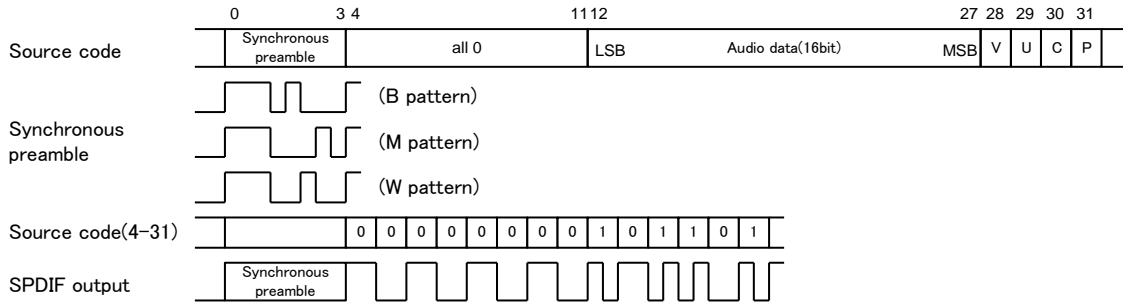 0 3 4 11 12 27 28 29 30 31
Source code
Synchronous
preamble
all 0
LSB
Audio data(16bit)
MSB
V
U
C
P
(B pattern)
Synchronous
preamble
(M pattern)
(W pattern)
Source code(4-31)
0 0 0 0 0 0 0 0 1 0 1 1 0 1
SPDIF output
Synchronous
preamble